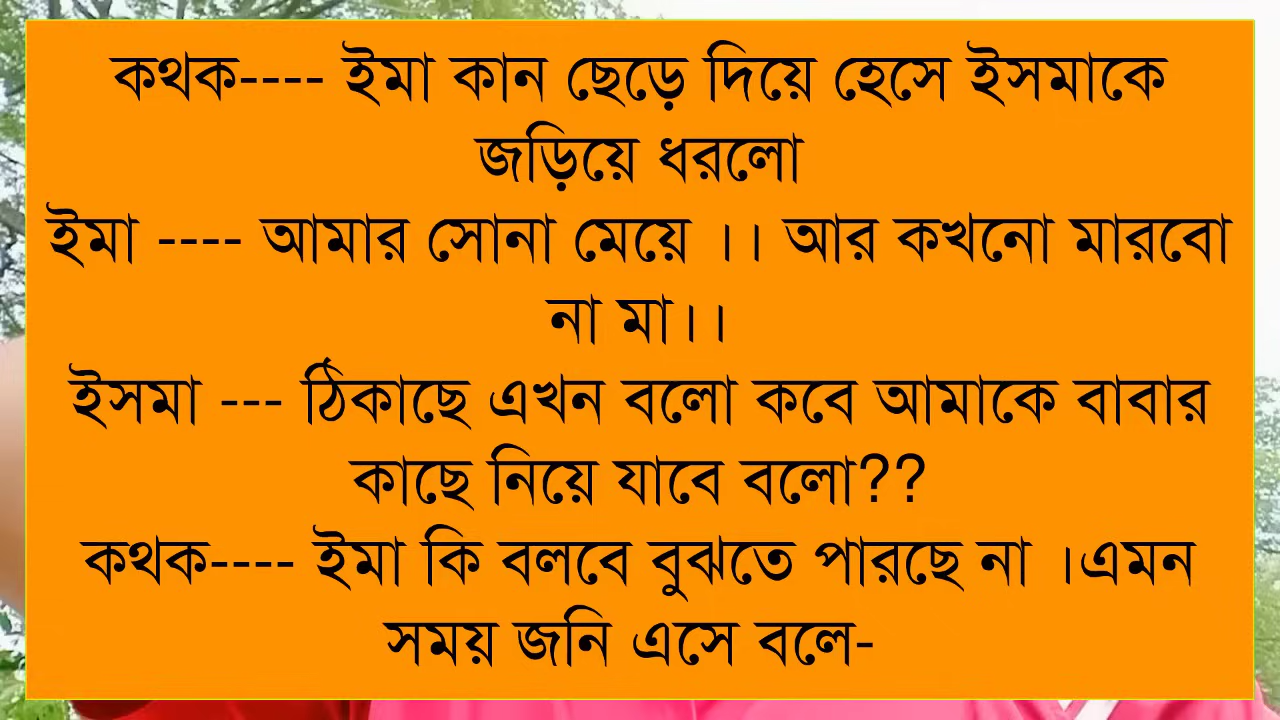 কথক---- ইমা কান ছেড়ে দিয়ে হেসে ইসমাকে
জড়িয়ে ধরলো
ইমা ---- আমার সোনা মেয়ে ।। আর কখনো মারবো
না মা।।
ইসমা --- ঠিকাছে এখন বলো কবে আমাকে বাবার
কাছে নিয়ে যাবে বলো??
কথক---- ইমা কি বলবে বুঝতে পারছে না ।এমন
সময় জনি এসে বলে-